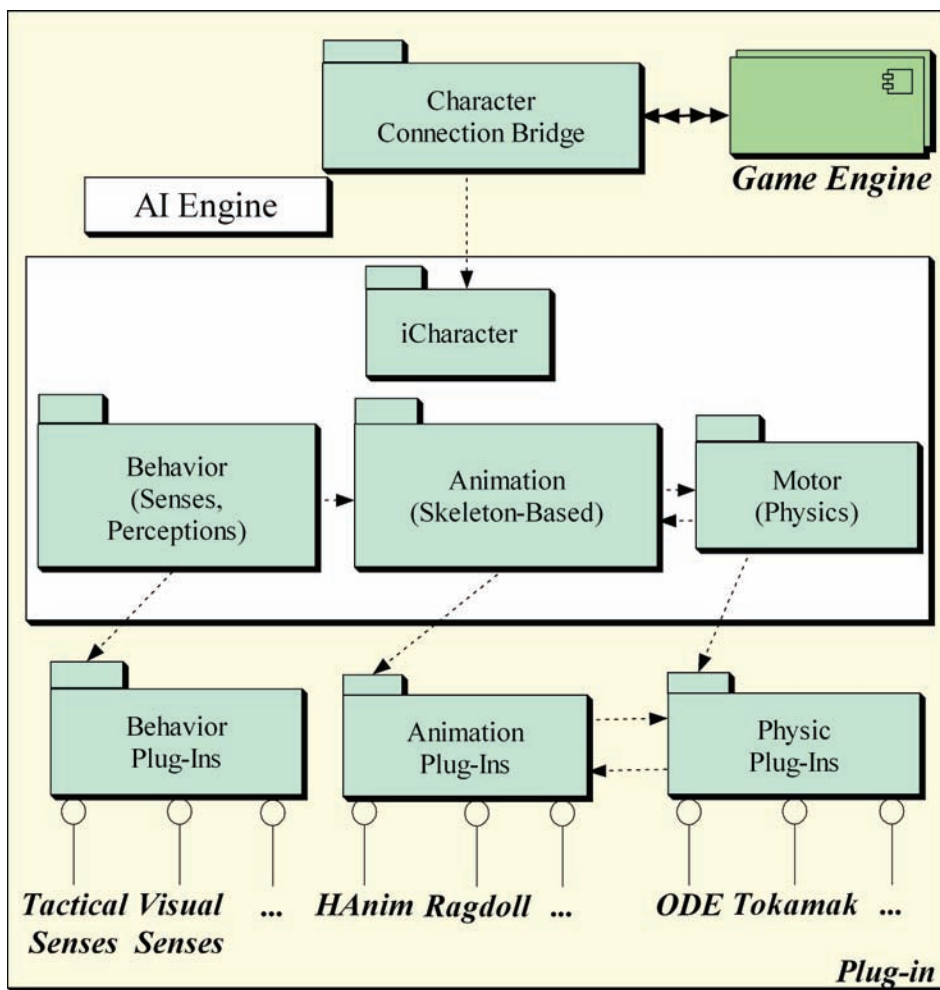 Character
Connection Bridge
Game Engine
AI Engine
iCharacter
Behavior
(Senses,
Perceptions)
Animation
(Skeleton-Based)
Motor
(Physics)
Behavior
Plug-Ins
Animation
Plug-Ins
Physic
Plug-Ins
Tactical
Senses
Visual
Senses
...
HAnim
Ragdoll
...
ODE
Tokamak
...
Plug-in